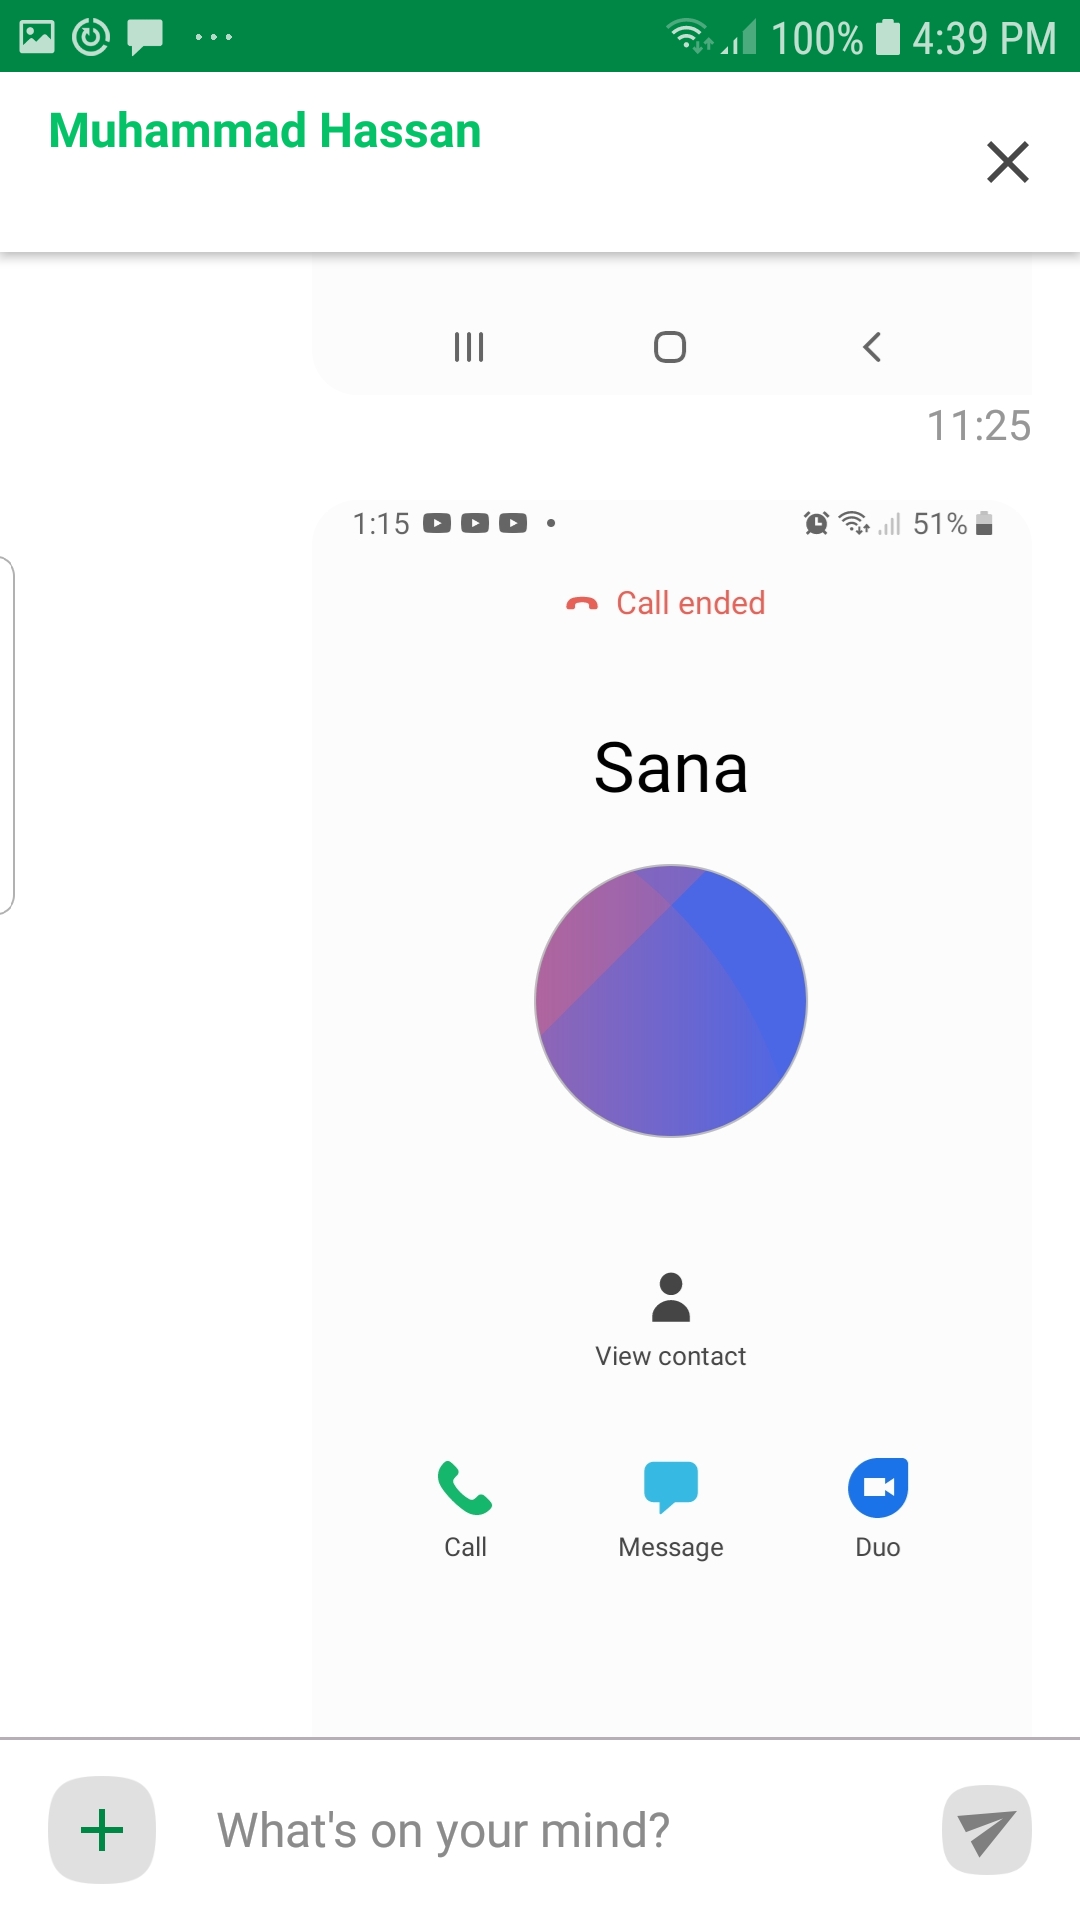 100% 4:39 PM
Muhammad Hassan
11:25
1:15 51%
Call ended
Sana
View contact
Call Message Duo
What's on your mind?